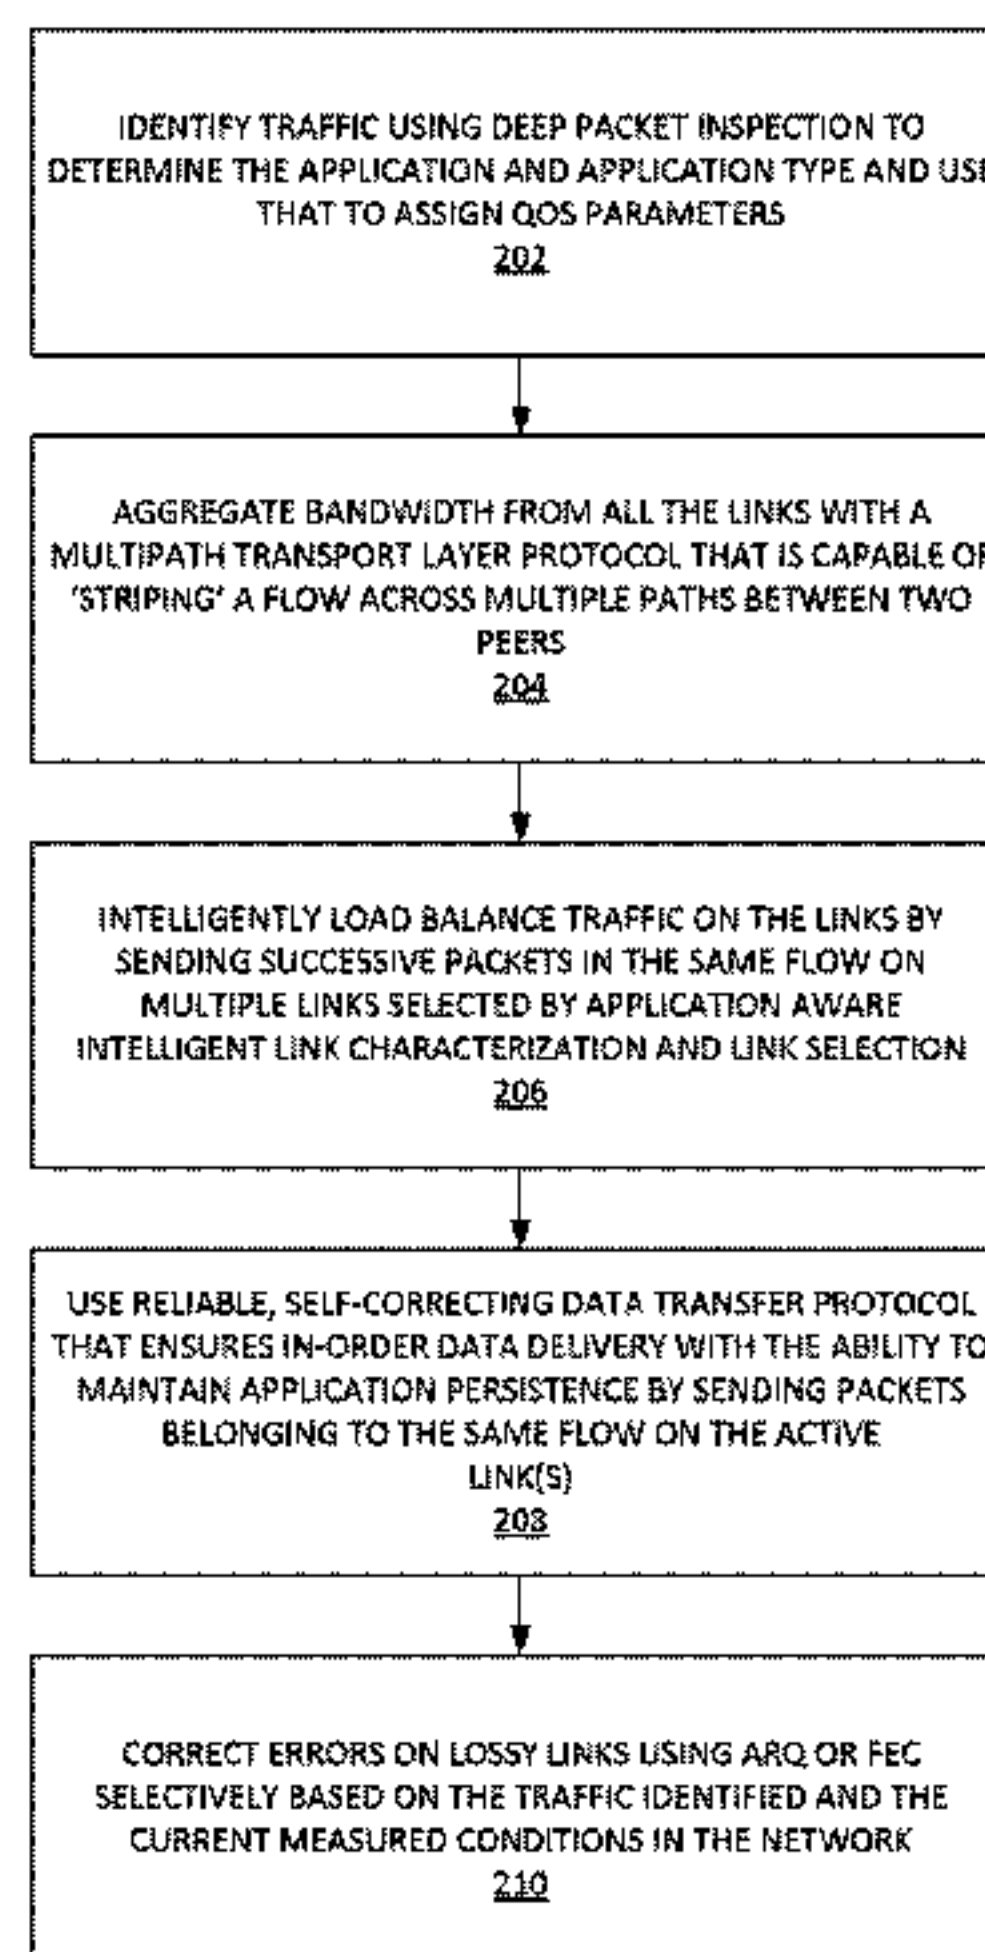 IDENTIFY TRAFFIC USING DEEP PACKET INSPECTION TO
DETERMINE THE APPLICATION AND APPLICATION TYPE AND USE
THAT TO ASSIGN QOS PARAMETERS
202
AGGREGATE BANDWIDTH FROM ALL THE LINKS WITH A
MULTIPATH TRANSPORT LAYER PROTOCOL THAT IS CAPABLE OF
'STRIPING' A FLOW ACROSS MULTIPLE PATHS BETWEEN TWO
PEERS
204
INTELLIGENTLY LOAD BALANCE TRAFFIC ON THE LINKS BY
SENDING SUCCESSIVE PACKETS IN THE SAME FLOW ON
MULTIPLE LINKS SELECTED BY APPLICATION AWARE
INTELLIGENT LINK CHARACTERIZATION AND LINK SELECTION
206
USE RELIABLE, SELF-CORRECTING DATA TRANSFER PROTOCOL
THAT ENSURES IN-ORDER DATA DELIVERY WITH THE ABILITY TO
MAINTAIN APPLICATION PERSISTENCE BY SENDING PACKETS
BELONGING TO THE SAME FLOW ON THE ACTIVE
LINK(S)
208
CORRECT ERRORS ON LOSSY LINKS USING ARQ OR FEC
SELECTIVELY BASED ON THE TRAFFIC IDENTIFIED AND THE
CURRENT MEASURED CONDITIONS IN THE NETWORK
210